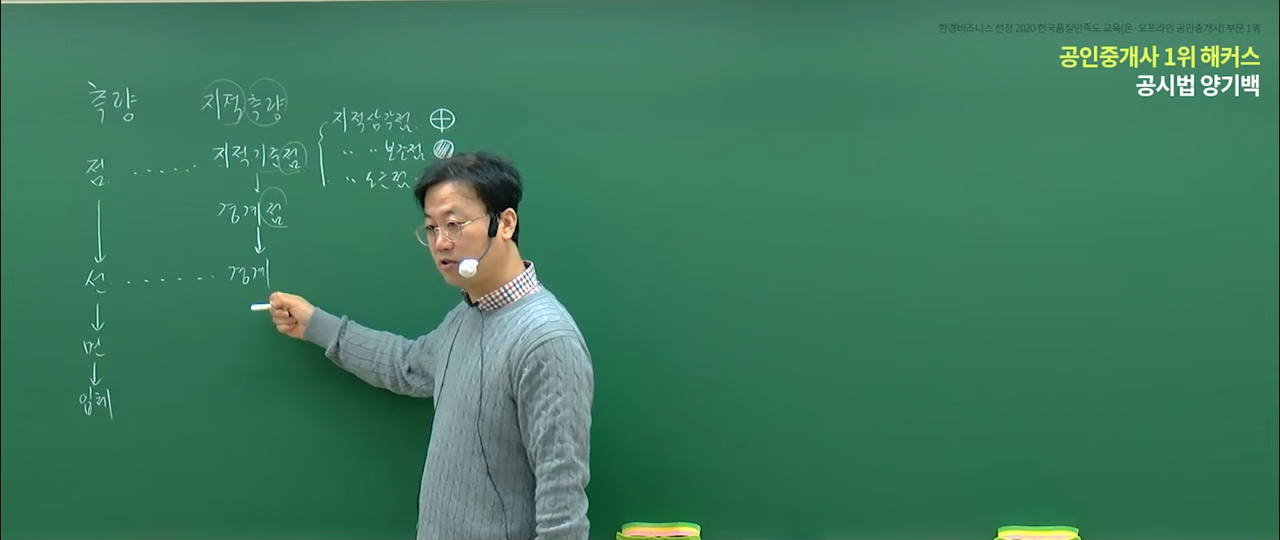 한경비즈니스 선정 2020 한국품질만족도 교육(온·오프라인 공인중개사) 부문 1위
공인중개사 1위 해커스
공시법 양기백
측량 지적측량
지적삼각점
점 지적기준점
〃 〃 보조점
〃 도근점
경계점
선 경계
면
입체